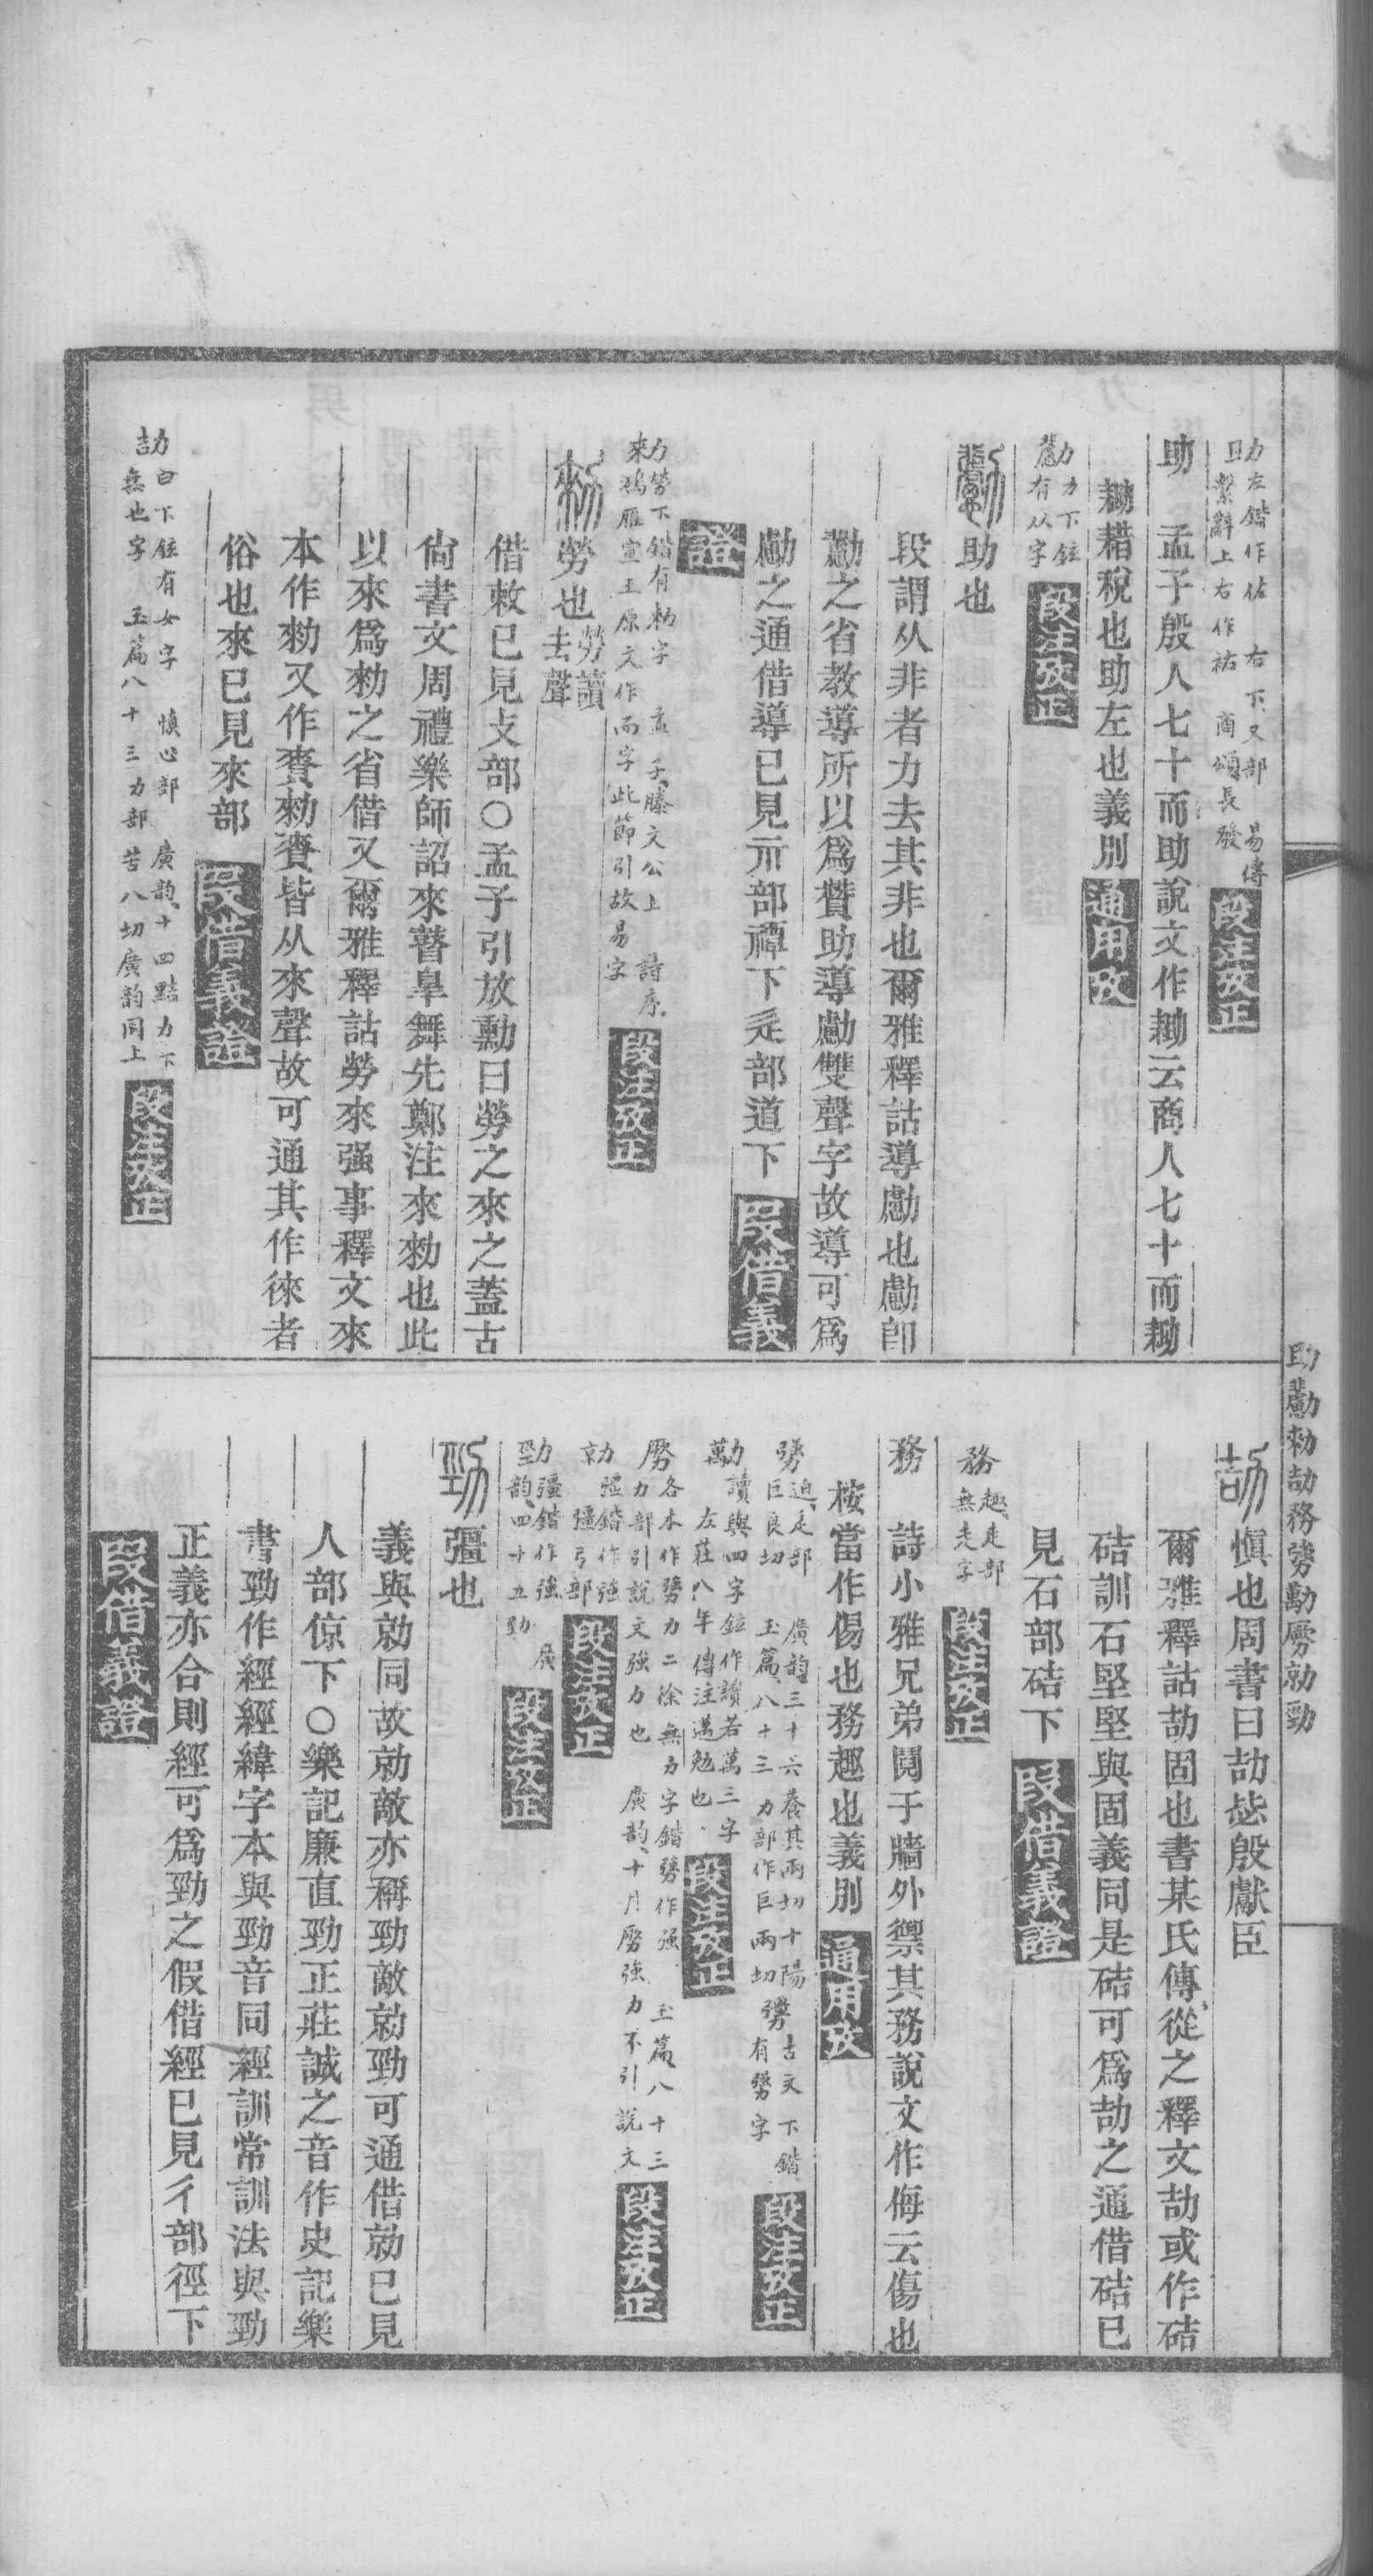 助勴勑劼務勥勱勶勍勁
助 左鍇作佐 右 下又部 易傳
繫辭上右作祐 商頌長發 段注攷正
助 孟子殷人七十而助說文作耡云商人七十而耡
耡耤稅也助左也義別 通用攷
勴 力下鉉
有从字 段注攷正
勴 助也
段謂从非者力去其非也爾雅釋詁導勴也勴卽
勴之省敎導所以爲贊助導勴雙聲字故導可爲
勴之通借導已見示部禫下辵部道下 段借義
證
勑 勞下鍇有勑字 孟子滕文公上 詩序
鴻雁宣王原文作而字此節引故易字 段注攷正
勑 勞也 勞讀
去聲
借敕已見攴部〇孟子引放勳曰勞之來之蓋古
尙書文周禮樂師詔來瞽皋舞先鄭注來勑也此
以來爲勑之省借又爾雅釋詁勞來强事釋文來
本作勑又作賚勑賚皆从來聲故可通其作徠者
俗也來已見來部 段借義證
劼 曰下鉉有女字 愼心部 廣韵十四黠力下
無也字 玉篇八十三力部苦八切廣韵同上 段注攷正
劼 愼也周書曰劼毖殷獻臣
爾雅釋詁劼固也書某氏傳從之釋文劼或作硈
硈訓石堅堅與固義同是硈可爲劼之通借硈已
見石部硈下 段借義證
務 趣走部
無走字 段注攷正
務 詩小雅兄弟鬩于牆外禦其務說文作侮云傷也
桉當作傷也務趣也義別 通用攷
勥 迫辵部 廣韵三十六養其兩切十陽 勥古文 下鍇
巨良切 玉篇八十三力部作巨兩切 有勥字 段注攷正
勱 讀與四字鉉作讀若萬三字
左莊八年傳注邁勉也 段注攷正
勶 各本作勥力二徐無力字鍇勥作强 玉篇八十三
力部引說文強力也 廣韵十月勶強力不引說文 段注攷正
勍 彊鍇作強
彊弓部 段注攷正
勁 彊鍇作強 廣
韵四十五勁 段注攷正
勁 彊也
義與勍同故勍敵亦稱勁敵勍勁可通借勍已見
人部倞下〇樂記廉直勁正莊誠之音作史記樂
書勁作經經緯字本與勁音同經訓常訓法與勁
正義亦合則經可爲勁之假借經已見彳部徑下
段借義證